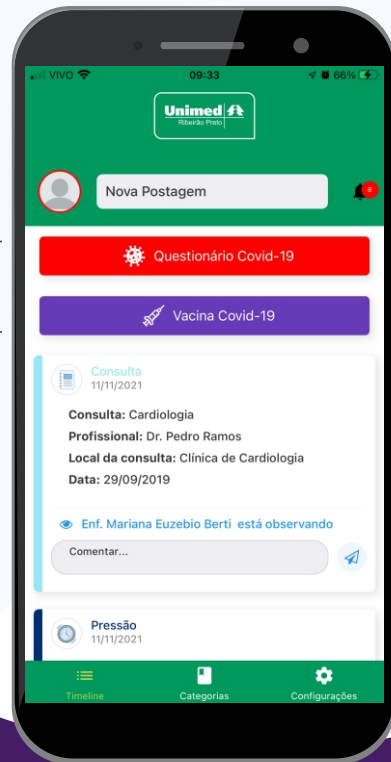 VIVO 09:33 66%
Unimed
Ribeirão Preto
Nova Postagem
Questionário Covid-19
Vacina Covid-19
Consulta
11/11/2021
Consulta: Cardiologia
Profissional: Dr. Pedro Ramos
Local da consulta: Clínica de Cardiologia
Data: 29/09/2019
Enf. Mariana Euzebio Berti está observando
Comentar...
Pressão
11/11/2021
Timeline Categorias Configurações